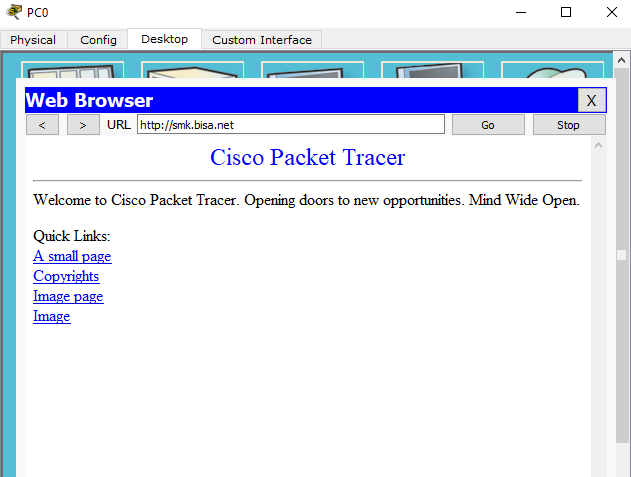 PC0
Physical Config Desktop Custom Interface
Web Browser X
< > URL http://smk.bisa.net Go Stop
Cisco Packet Tracer
Welcome to Cisco Packet Tracer. Opening doors to new opportunities. Mind Wide Open.
Quick Links:
A small page
Copyrights
Image page
Image